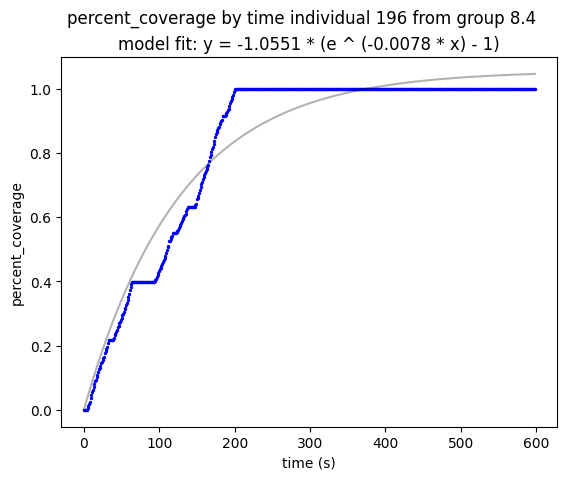 percent_coverage by time individual 196 from group 8.4
model fit: y = -1.0551 * (e ^ (-0.0078 * x) - 1)
1.0
0.8
0.6
0.4
0.2
0.0
percent_coverage
0 100 200 300 400 500 600
time (s)